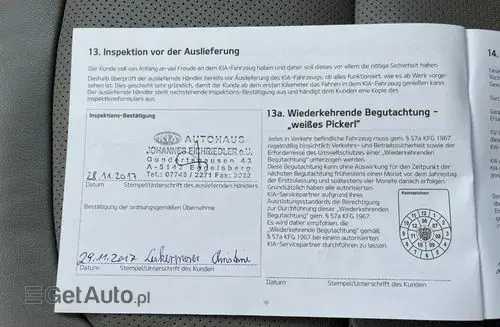 13. Inspektion vor der Auslieferung
Der Kunde soll von Anfang an viel Freude an dem KIA-Fahrzeug haben und daher soll dieses vor allem die nötige Sicherheit haben.
Deshalb überprüft der ausliefernde Händler bereits vor Auslieferung des KIA-Fahrzeugs, ob alles funktioniert, wie es ab Werk vorge-
sehen ist! Dies geschieht sehr gründlich, damit der Kunde ab dem ersten Kilometer das Fahren in dem KIA-Fahrzeug genießen kann.
Der ausliefernde Händler stellt nachstehende Inspektions-Bestätigung aus und händigt dem Kunden eine Kopie des
Inspektionsformulars aus.
Inspektions-Bestätigung
KIA AUTOHAUS
JOHANNES
Gundertshausen 43
A-5142 Eggelsberg
Tel.: 07748 / 2271 Fax: 2232
28.11.2017
Datum Stempel/Unterschrift des ausliefernden Händlers
Bestätigung der ordnungsgemäßen Übernahme
29.11.2017 Christine
Datum Stempel/Unterschrift des Kunden
13a. Wiederkehrende Begutachtung -
„weißes Pickerl"
Jedes in Verkehr befindliche Fahrzeug muss gem. § 57a KFG 1967
regelmäßig hinsichtlich Verkehrs- und Betriebssicherheit sowie der
Erfordernisse des Umweltschutzes einer „Wiederkehrenden
Begutachtung" unterzogen werden.
Diese Begutachtung kann ohne Auswirkung für den Zeitpunkt der
nächsten Begutachtung frühestens einen Monat vor dem Jahrestag
der Erstzulassung und spätestens vier Monate danach erfolgen.
Grundsätzlich haben alle autorisierten
KIA-Servicepartner aufgrund ihres
Ausrüstungsstandards die Berechtigung
zur Durchführung dieser „Wiederkehrenden
Begutachtung" gem. § 57a KFG 1967.
Es wird daher empfohlen, die
„Wiederkehrende Begutachtung" gemäß
§ 57a KFG 1967 bei einem autorisierten
KIA-Servicepartner durchführen zu lassen.
Kennzeichen:
Datum Stempel/Unterschrift des Kunden
16
14.
GetAuto.pl